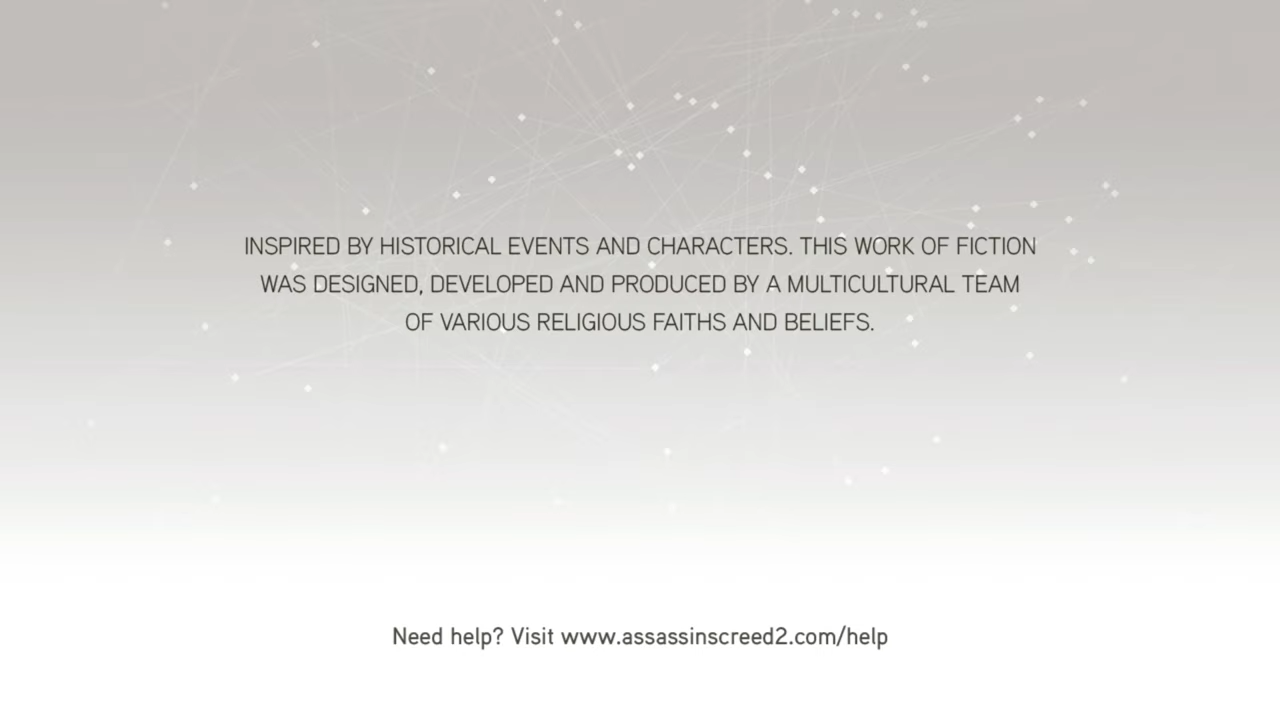 INSPIRED BY HISTORICAL EVENTS AND CHARACTERS. THIS WORK OF FICTION
WAS DESIGNED, DEVELOPED AND PRODUCED BY A MULTICULTURAL TEAM
OF VARIOUS RELIGIOUS FAITHS AND BELIEFS.
Need help? Visit www.assassinscreed2.com/help